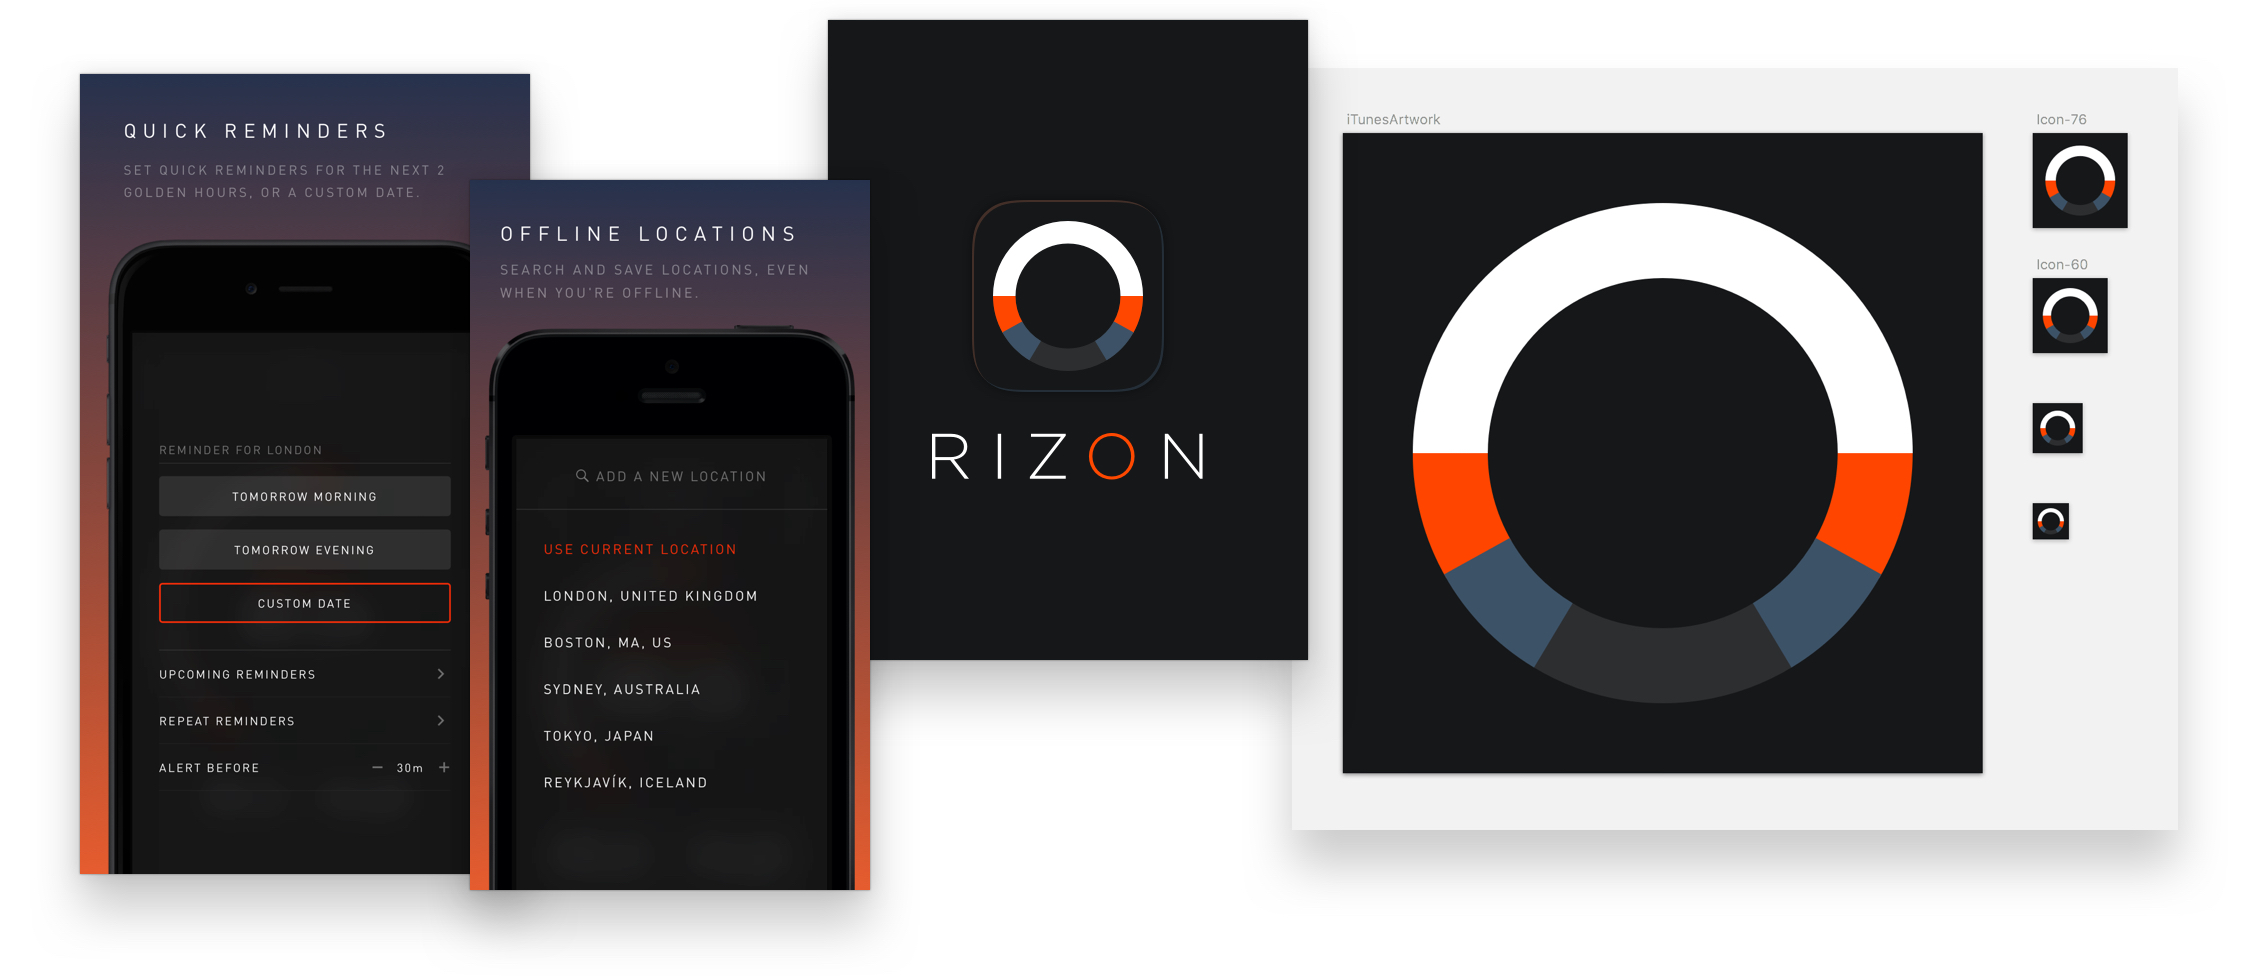 QUICK REMINDERS
SET QUICK REMINDERS FOR THE NEXT 2
GOLDEN HOURS, OR A CUSTOM DATE.
REMINDER FOR LONDON
TOMORROW MORNING
TOMORROW EVENING
CUSTOM DATE
UPCOMING REMINDERS
REPEAT REMINDERS
ALERT BEFORE − 30m +
OFFLINE LOCATIONS
SEARCH AND SAVE LOCATIONS, EVEN
WHEN YOU'RE OFFLINE.
ADD A NEW LOCATION
USE CURRENT LOCATION
LONDON, UNITED KINGDOM
BOSTON, MA, US
SYDNEY, AUSTRALIA
TOKYO, JAPAN
REYKJAVÍK, ICELAND
RIZON
iTunesArtwork
Icon-76
Icon-60